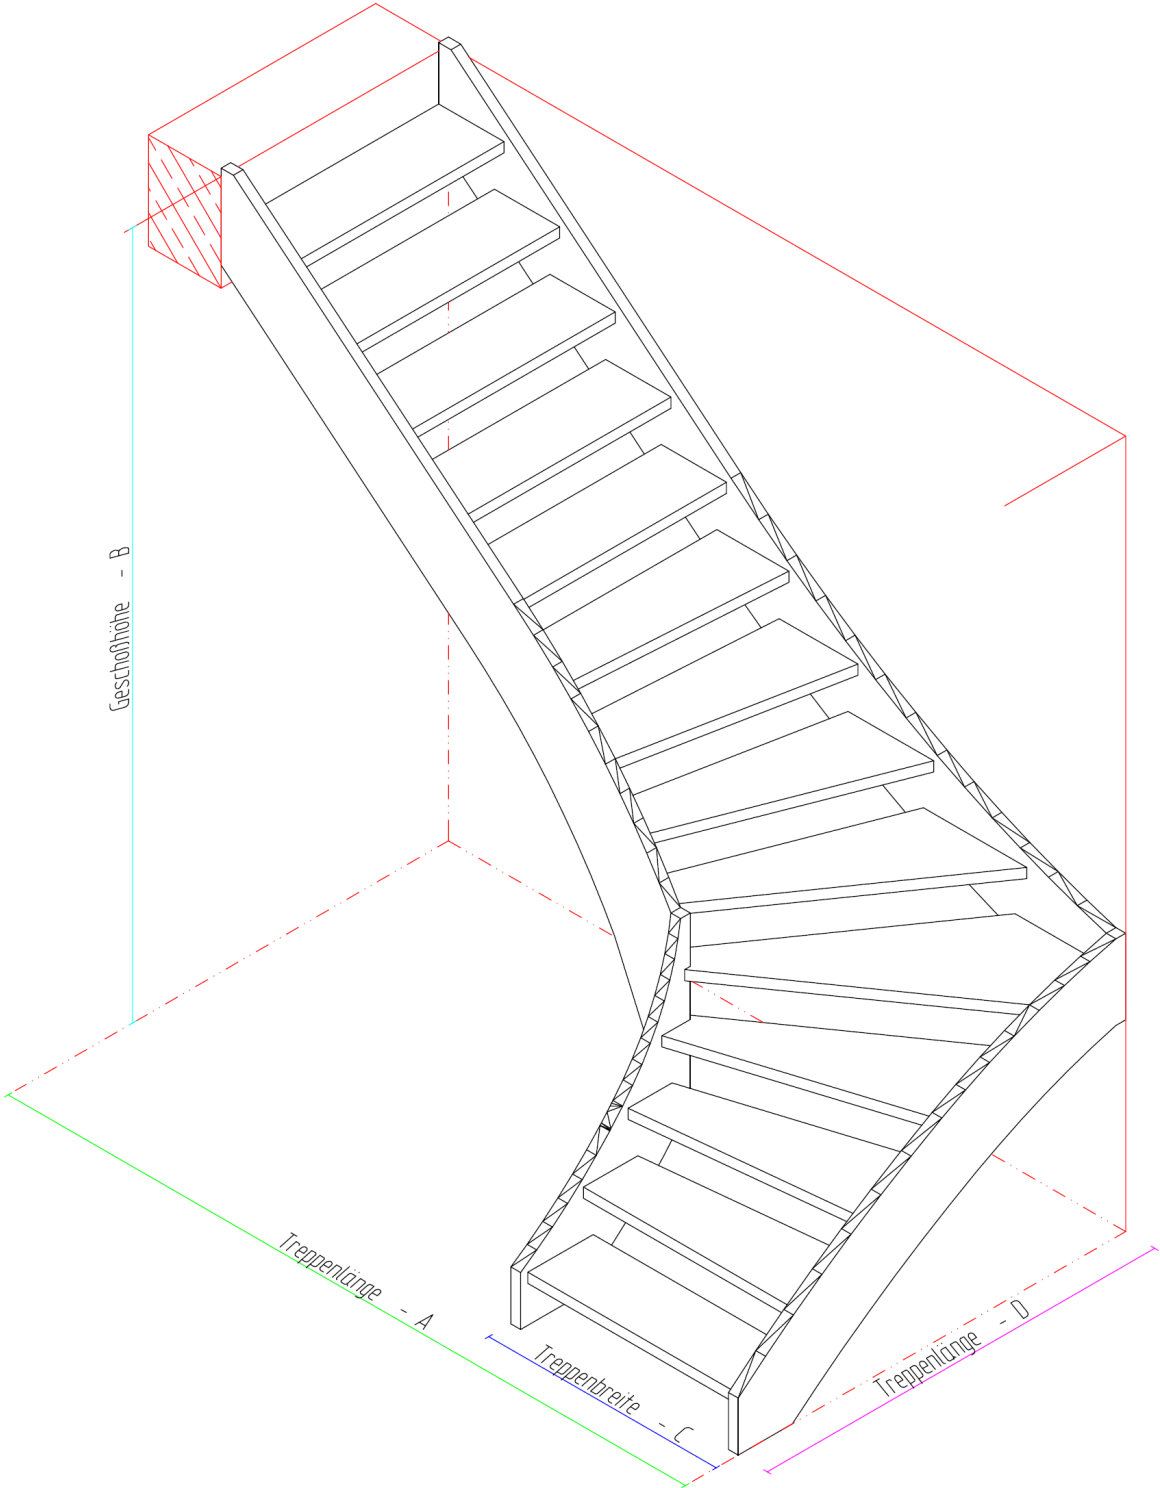 Geschoßhöhe - B
Treppenlänge - A
Treppenbreite - C
Treppenlänge - D